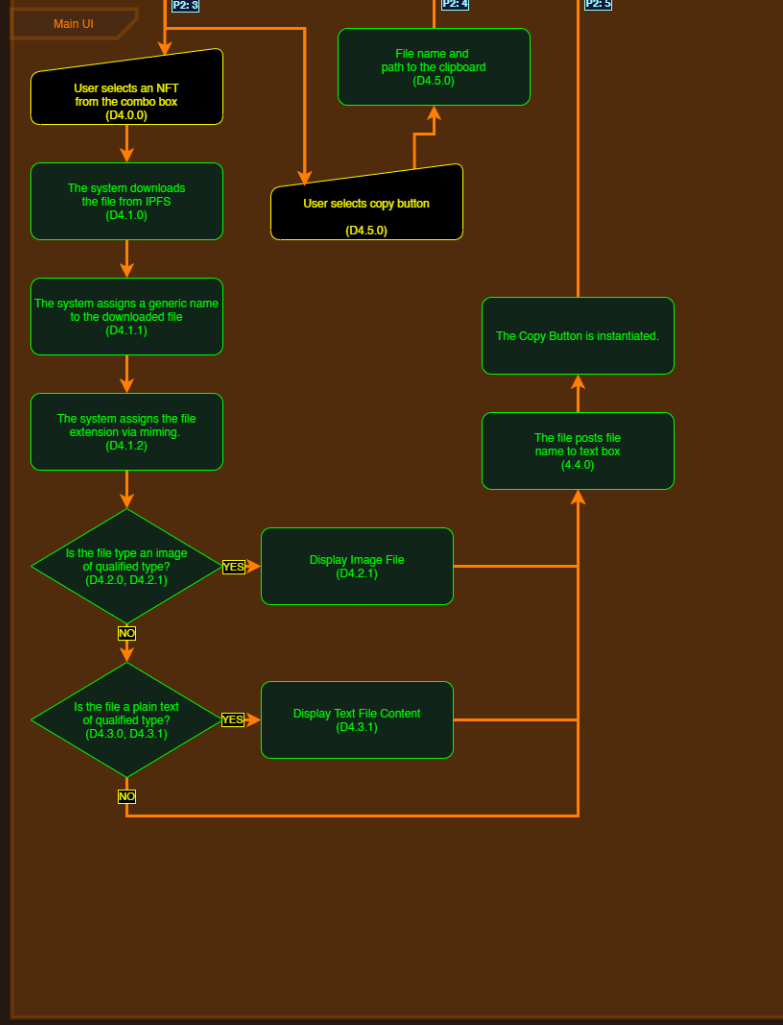 P2: 3
P2: 4
P2: 5
Main UI
User selects an NFT
from the combo box
(D4.0.0)
File name and
path to the clipboard
(D4.5.0)
The system downloads
the file from IPFS
(D4.1.0)
User selects copy button
(D4.5.0)
The system assigns a generic name
to the downloaded file
(D4.1.1)
The Copy Button is instantiated.
The system assigns the file
extension via miming.
(D4.1.2)
The file posts file
name to text box
(4.4.0)
Is the file type an image
of qualified type?
(D4.2.0, D4.2.1)
YES
Display Image File
(D4.2.1)
NO
Is the file a plain text
of qualified type?
(D4.3.0, D4.3.1)
YES
Display Text File Content
(D4.3.1)
NO